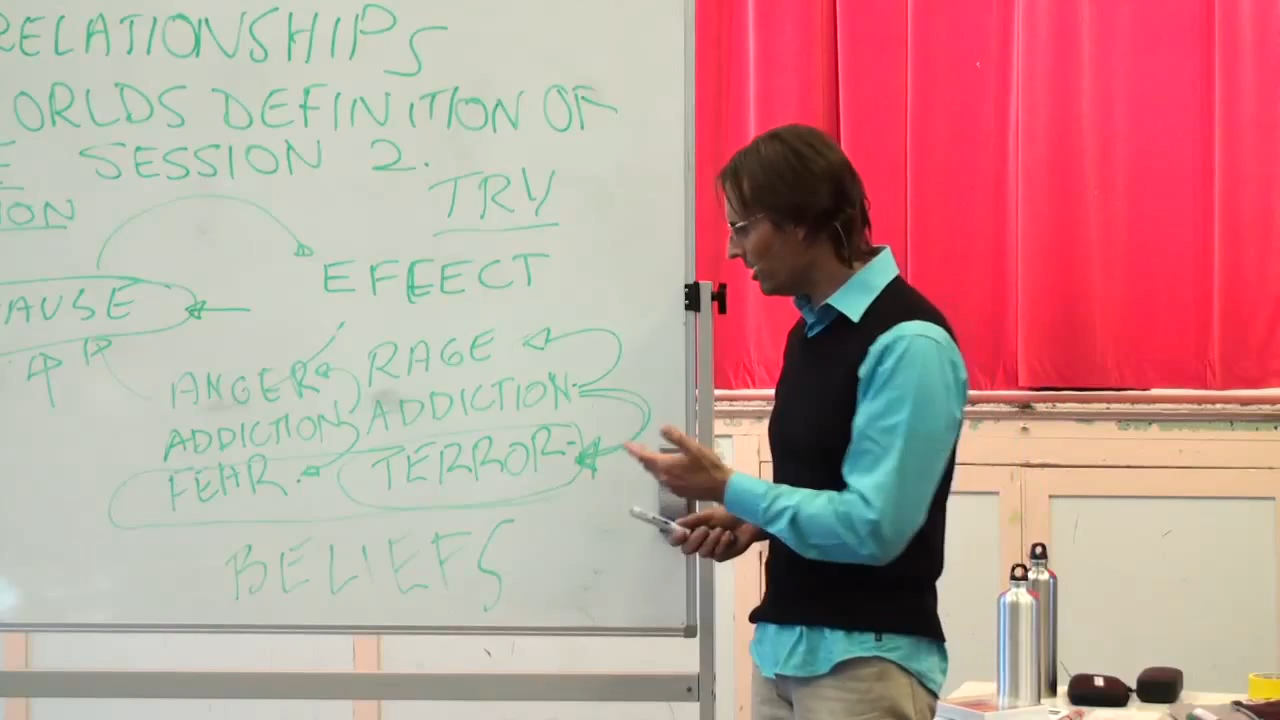 RELATIONSHIPS
ORLDS DEFINITION OF
E SESSION 2.
ION TRY
AUSE EFFECT
ANGER RAGE
ADDICTION ADDICTION
FEAR. TERROR
BELIEFS